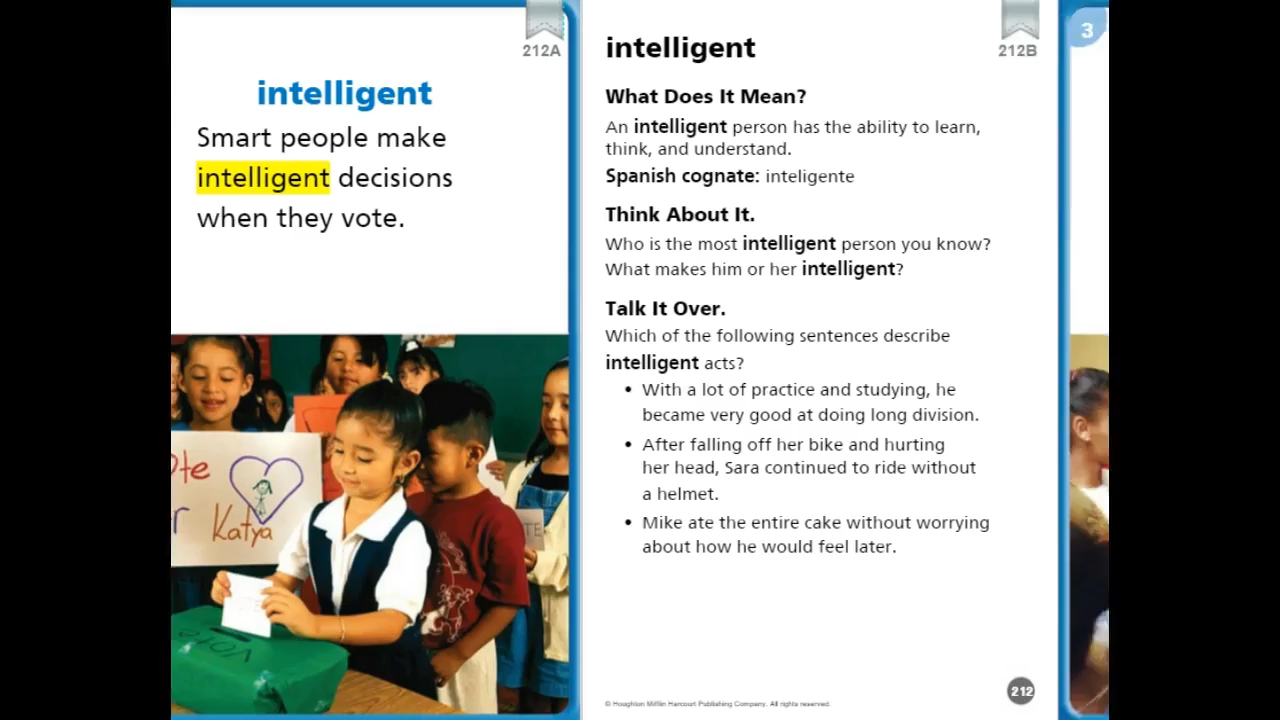 212A
intelligent
Smart people make
intelligent decisions
when they vote.
ote
r Katya
TE
VOTE
212B
intelligent
What Does It Mean?
An intelligent person has the ability to learn,
think, and understand.
Spanish cognate: inteligente
Think About It.
Who is the most intelligent person you know?
What makes him or her intelligent?
Talk It Over.
Which of the following sentences describe
intelligent acts?
• With a lot of practice and studying, he
became very good at doing long division.
• After falling off her bike and hurting
her head, Sara continued to ride without
a helmet.
• Mike ate the entire cake without worrying
about how he would feel later.
© Houghton Mifflin Harcourt Publishing Company. All rights reserved.
212
3